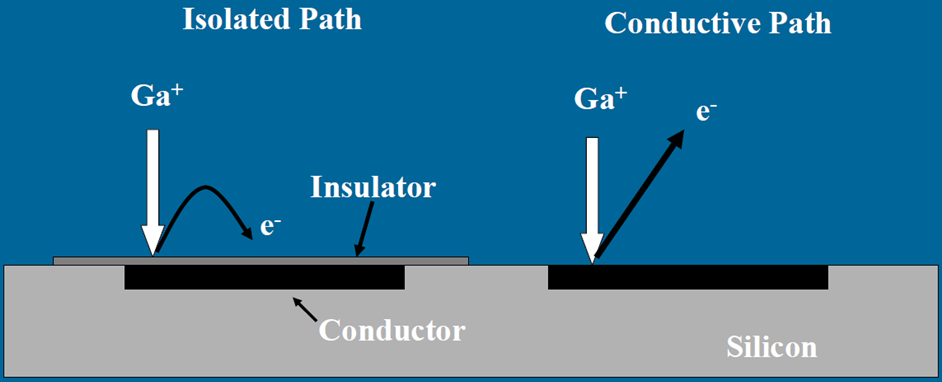 Isolated Path
Conductive Path
Ga⁺
Ga⁺
e⁻
Insulator
e⁻
Conductor
Silicon